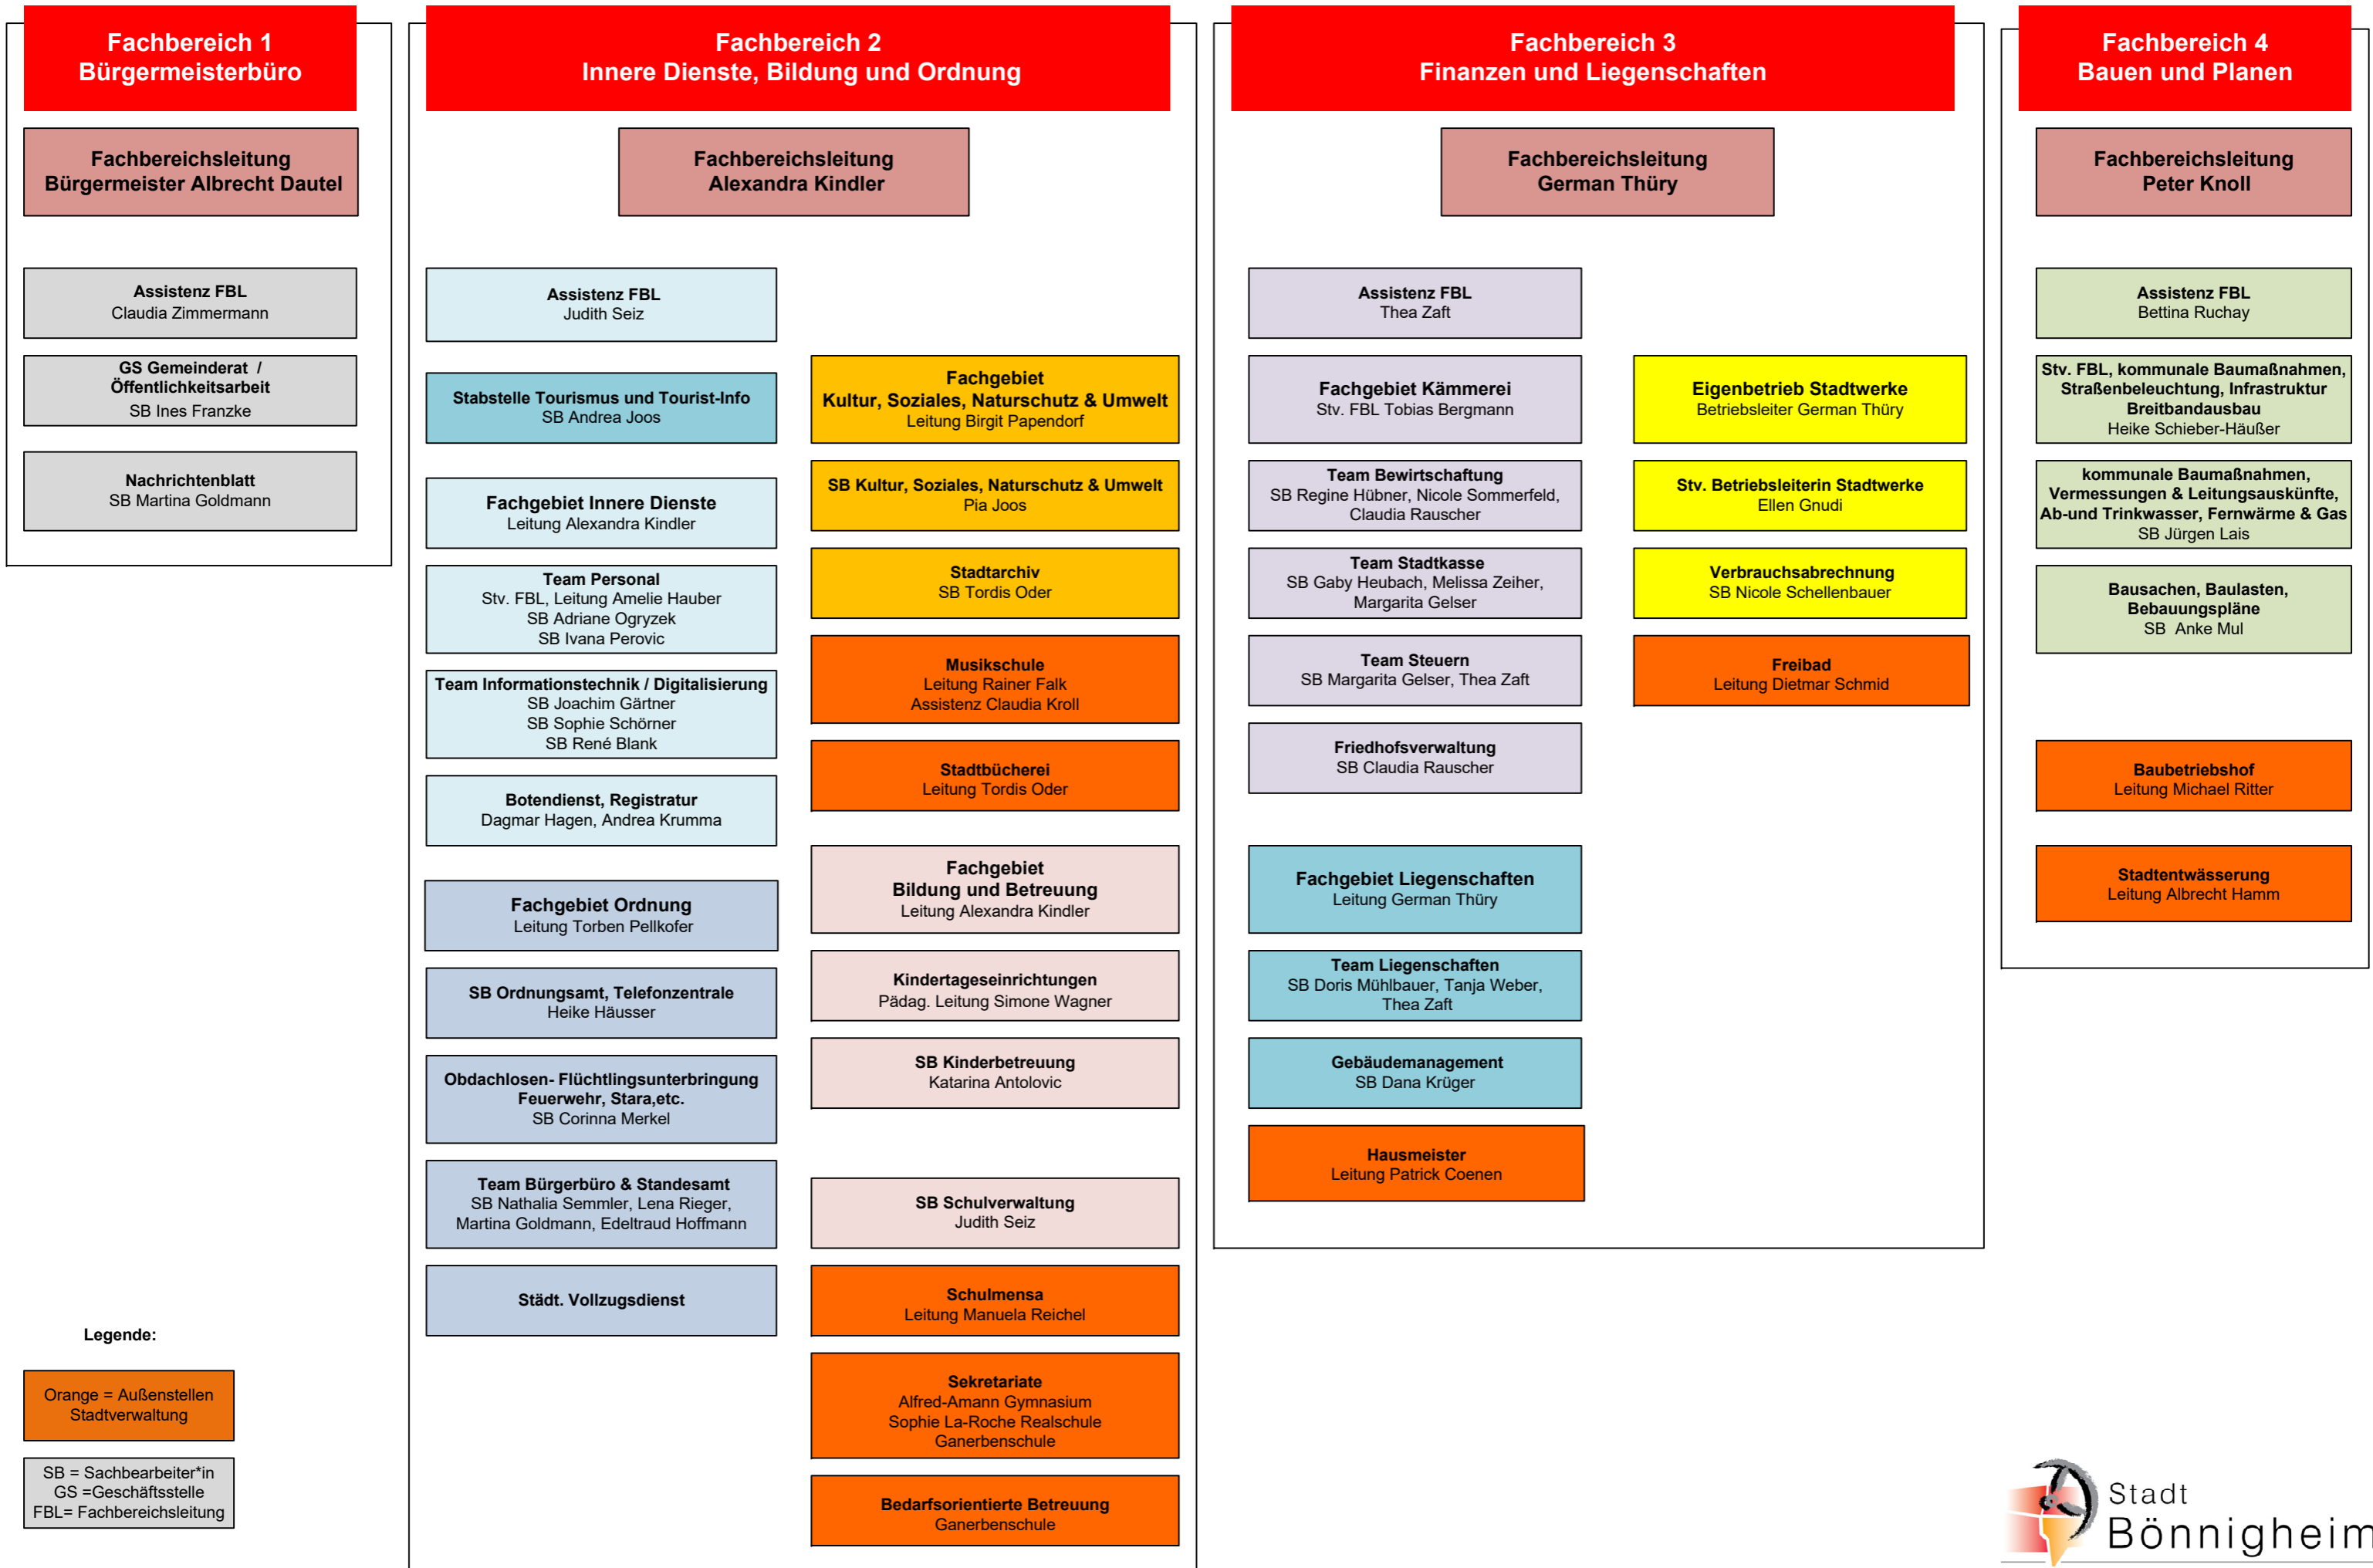 Fachbereich 1
Bürgermeisterbüro
Fachbereichsleitung
Bürgermeister Albrecht Dautel
Assistenz FBL
Claudia Zimmermann
GS Gemeinderat /
Öffentlichkeitsarbeit
SB Ines Franzke
Nachrichtenblatt
SB Martina Goldmann
Fachbereich 2
Innere Dienste, Bildung und Ordnung
Fachbereichsleitung
Alexandra Kindler
Assistenz FBL
Judith Seiz
Stabstelle Tourismus und Tourist-Info
SB Andrea Joos
Fachgebiet Innere Dienste
Leitung Alexandra Kindler
Team Personal
Stv. FBL, Leitung Amelie Hauber
SB Adriane Ogryzek
SB Ivana Perovic
Team Informationstechnik / Digitalisierung
SB Joachim Gärtner
SB Sophie Schörner
SB René Blank
Botendienst, Registratur
Dagmar Hagen, Andrea Krumma
Fachgebiet Ordnung
Leitung Torben Pellkofer
SB Ordnungsamt, Telefonzentrale
Heike Häusser
Obdachlosen- Flüchtlingsunterbringung
Feuerwehr, Stara,etc.
SB Corinna Merkel
Team Bürgerbüro & Standesamt
SB Nathalia Semmler, Lena Rieger,
Martina Goldmann, Edeltraud Hoffmann
Städt. Vollzugsdienst
Fachgebiet
Kultur, Soziales, Naturschutz & Umwelt
Leitung Birgit Papendorf
SB Kultur, Soziales, Naturschutz & Umwelt
Pia Joos
Stadtarchiv
SB Tordis Oder
Musikschule
Leitung Rainer Falk
Assistenz Claudia Kroll
Stadtbücherei
Leitung Tordis Oder
Fachgebiet
Bildung und Betreuung
Leitung Alexandra Kindler
Kindertageseinrichtungen
Pädag. Leitung Simone Wagner
SB Kinderbetreuung
Katarina Antolovic
SB Schulverwaltung
Judith Seiz
Schulmensa
Leitung Manuela Reichel
Sekretariate
Alfred-Amann Gymnasium
Sophie La-Roche Realschule
Ganerbenschule
Bedarfsorientierte Betreuung
Ganerbenschule
Fachbereich 3
Finanzen und Liegenschaften
Fachbereichsleitung
German Thüry
Assistenz FBL
Thea Zaft
Fachgebiet Kämmerei
Stv. FBL Tobias Bergmann
Team Bewirtschaftung
SB Regine Hübner, Nicole Sommerfeld,
Claudia Rauscher
Team Stadtkasse
SB Gaby Heubach, Melissa Zeiher,
Margarita Gelser
Team Steuern
SB Margarita Gelser, Thea Zaft
Friedhofsverwaltung
SB Claudia Rauscher
Fachgebiet Liegenschaften
Leitung German Thüry
Team Liegenschaften
SB Doris Mühlbauer, Tanja Weber,
Thea Zaft
Gebäudemanagement
SB Dana Krüger
Hausmeister
Leitung Patrick Coenen
Eigenbetrieb Stadtwerke
Betriebsleiter German Thüry
Stv. Betriebsleiterin Stadtwerke
Ellen Gnudi
Verbrauchsabrechnung
SB Nicole Schellenbauer
Freibad
Leitung Dietmar Schmid
Fachbereich 4
Bauen und Planen
Fachbereichsleitung
Peter Knoll
Assistenz FBL
Bettina Ruchay
Stv. FBL, kommunale Baumaßnahmen,
Straßenbeleuchtung, Infrastruktur
Breitbandausbau
Heike Schieber-Häußer
kommunale Baumaßnahmen,
Vermessungen & Leitungsauskünfte,
Ab-und Trinkwasser, Fernwärme & Gas
SB Jürgen Lais
Bausachen, Baulasten,
Bebauungspläne
SB Anke Mul
Baubetriebshof
Leitung Michael Ritter
Stadtentwässerung
Leitung Albrecht Hamm
Legende:
Orange = Außenstellen
Stadtverwaltung
SB = Sachbearbeiter*in
GS =Geschäftsstelle
FBL= Fachbereichsleitung
Stadt
Bönnigheim